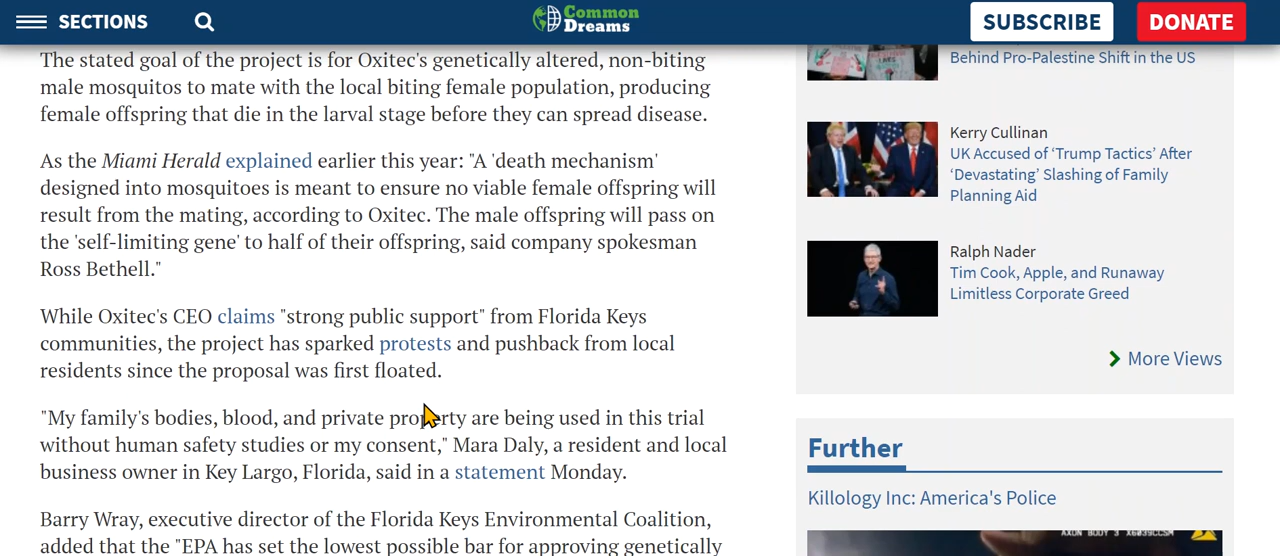 SECTIONS
Common
Dreams
SUBSCRIBE
DONATE
The stated goal of the project is for Oxitec's genetically altered, non-biting
male mosquitos to mate with the local biting female population, producing
female offspring that die in the larval stage before they can spread disease.
As the Miami Herald explained earlier this year: "A 'death mechanism'
designed into mosquitoes is meant to ensure no viable female offspring will
result from the mating, according to Oxitec. The male offspring will pass on
the 'self-limiting gene' to half of their offspring, said company spokesman
Ross Bethell."
While Oxitec's CEO claims "strong public support" from Florida Keys
communities, the project has sparked protests and pushback from local
residents since the proposal was first floated.
"My family's bodies, blood, and private property are being used in this trial
without human safety studies or my consent," Mara Daly, a resident and local
business owner in Key Largo, Florida, said in a statement Monday.
Barry Wray, executive director of the Florida Keys Environmental Coalition,
added that the "EPA has set the lowest possible bar for approving genetically
Behind Pro-Palestine Shift in the US
Kerry Cullinan
UK Accused of ‘Trump Tactics’ After
‘Devastating’ Slashing of Family
Planning Aid
Ralph Nader
Tim Cook, Apple, and Runaway
Limitless Corporate Greed
More Views
Further
Killology Inc: America's Police
AXON BODY 3 X6039CCSM